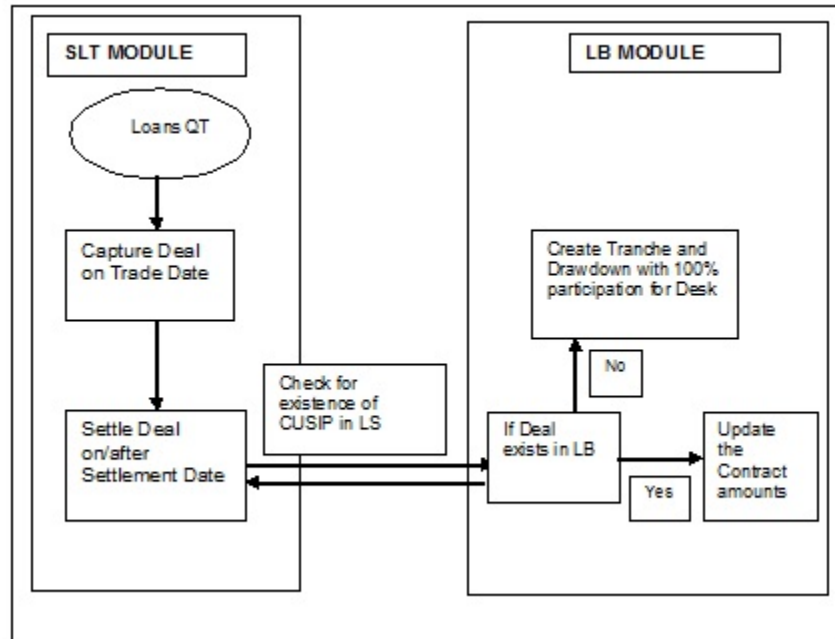 SLT MODULE
Loans QT
Capture Deal
on Trade Date
Settle Deal
on/after
Settlement Date
Check for
existence of
CUSIP in LS
LB MODULE
Create Tranche and
Drawdown with 100%
participation for Desk
No
If Deal
exists in LB
Yes
Update
the
Contract
amounts